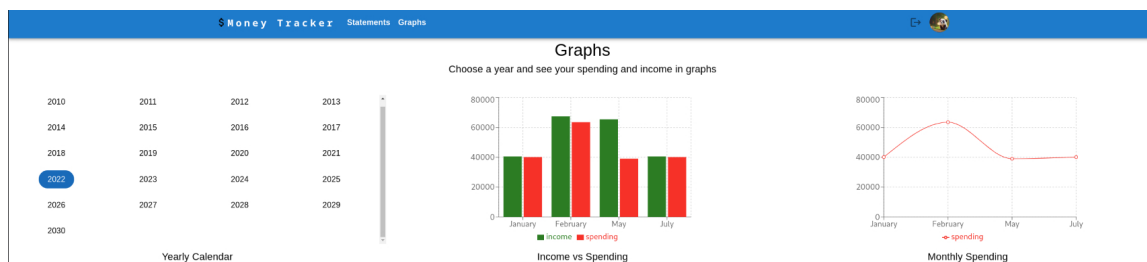 $Money Tracker Statements Graphs
Graphs
Choose a year and see your spending and income in graphs
2010 2011 2012 2013
2014 2015 2016 2017
2018 2019 2020 2021
2022 2023 2024 2025
2026 2027 2028 2029
2030
Yearly Calendar
80000
60000
40000
20000
0
January February May July
income spending
Income vs Spending
80000
60000
40000
20000
0
January February May July
spending
Monthly Spending